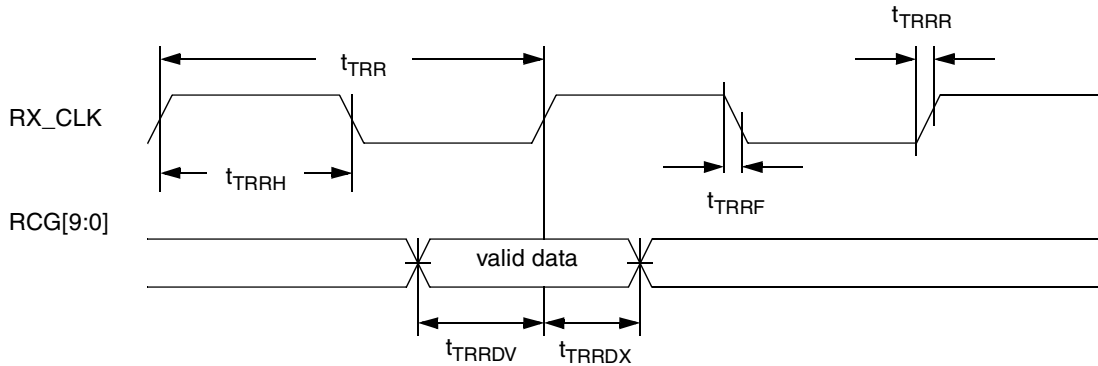 tTRRR
tTRR
RX_CLK
tTRRH
tTRRF
RCG[9:0]
valid data
tTRRDV
tTRRDX